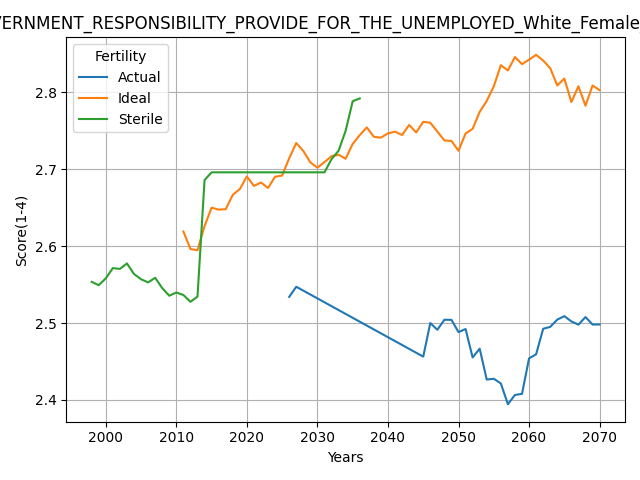 VERNMENT_RESPONSIBILITY_PROVIDE_FOR_THE_UNEMPLOYED_White_Female
Fertility
Actual
Ideal
Sterile
Score(1-4)
2.8
2.7
2.6
2.5
2.4
2000 2010 2020 2030 2040 2050 2060 2070
Years